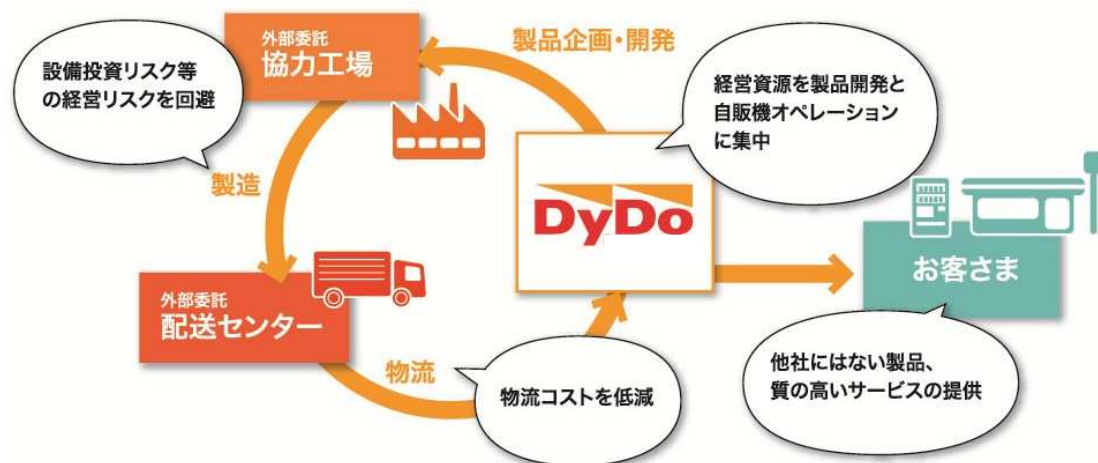 外部委託
協力工場
製品企画・開発
設備投資リスク等
の経営リスクを回避
経営資源を製品開発と
自販機オペレーション
に集中
製造
DyDo
お客さま
外部委託
配送センター
物流
物流コストを低減
他社にはない製品、
質の高いサービスの提供